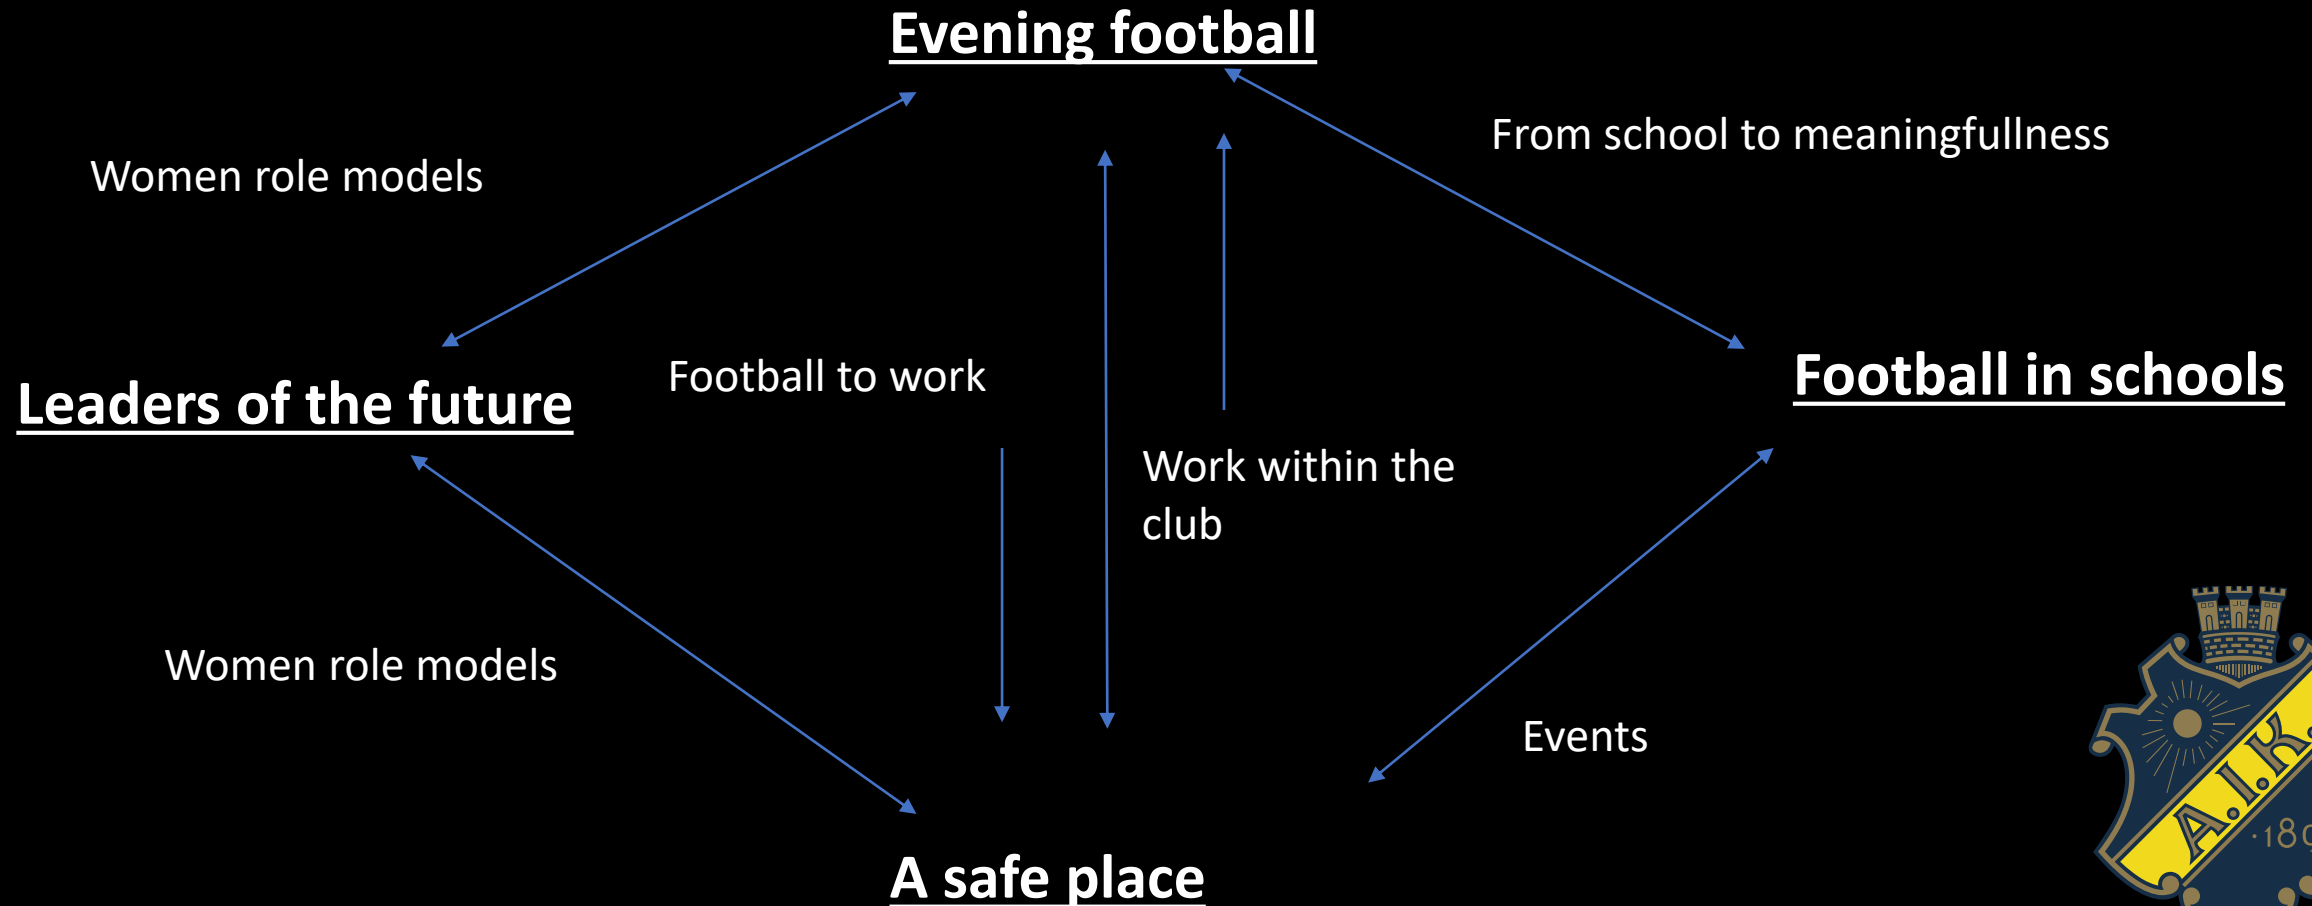 Evening football
From school to meaningfullness
Women role models
Football to work
Football in schools
Leaders of the future
Work within the
club
Women role models
Events
A safe place
A.I.K.